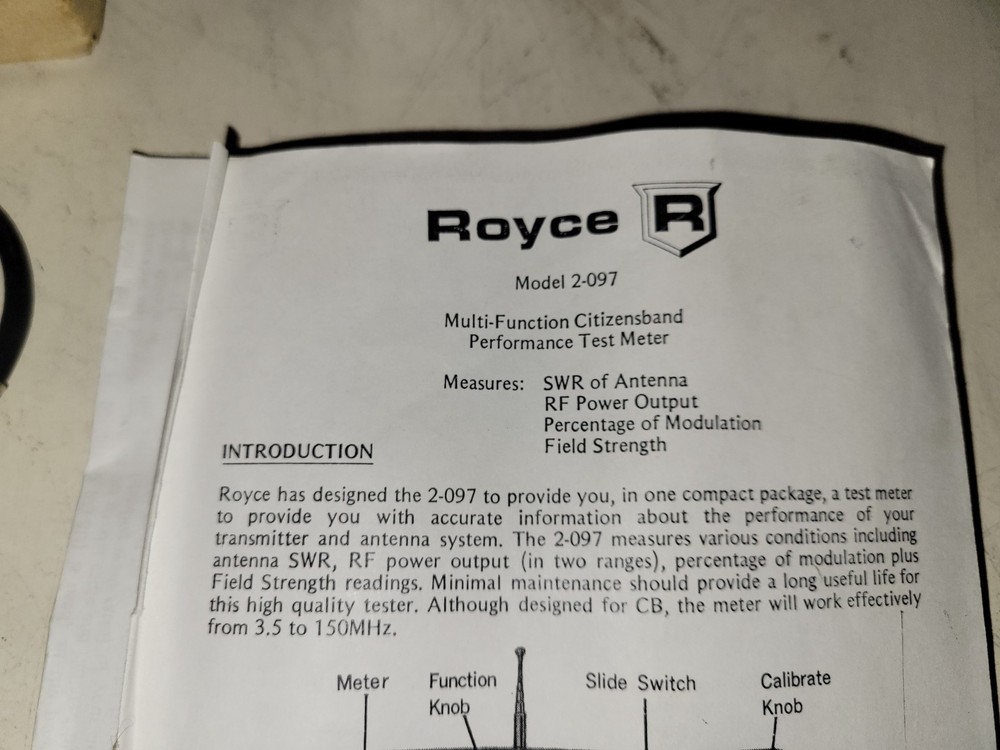 Royce R
Model 2-097
Multi-Function Citizensband
Performance Test Meter
Measures: SWR of Antenna
RF Power Output
Percentage of Modulation
Field Strength
INTRODUCTION
Royce has designed the 2-097 to provide you, in one compact package, a test meter
to provide you with accurate information about the performance of your
transmitter and antenna system. The 2-097 measures various conditions including
antenna SWR, RF power output (in two ranges), percentage of modulation plus
Field Strength readings. Minimal maintenance should provide a long useful life for
this high quality tester. Although designed for CB, the meter will work effectively
from 3.5 to 150MHz.
Meter Function Slide Switch Calibrate
Knob Knob